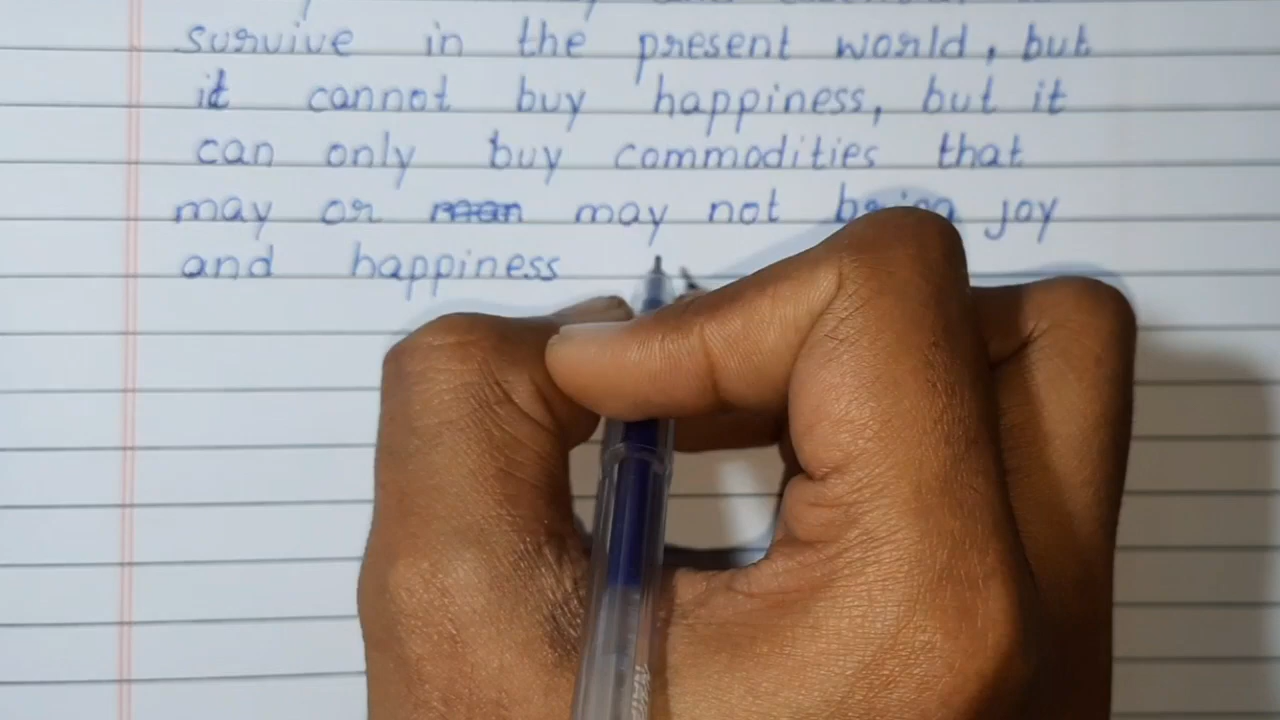 survive in the present world, but
it cannot buy happiness, but it
can only buy commodities that
may or may not bring joy
and happiness